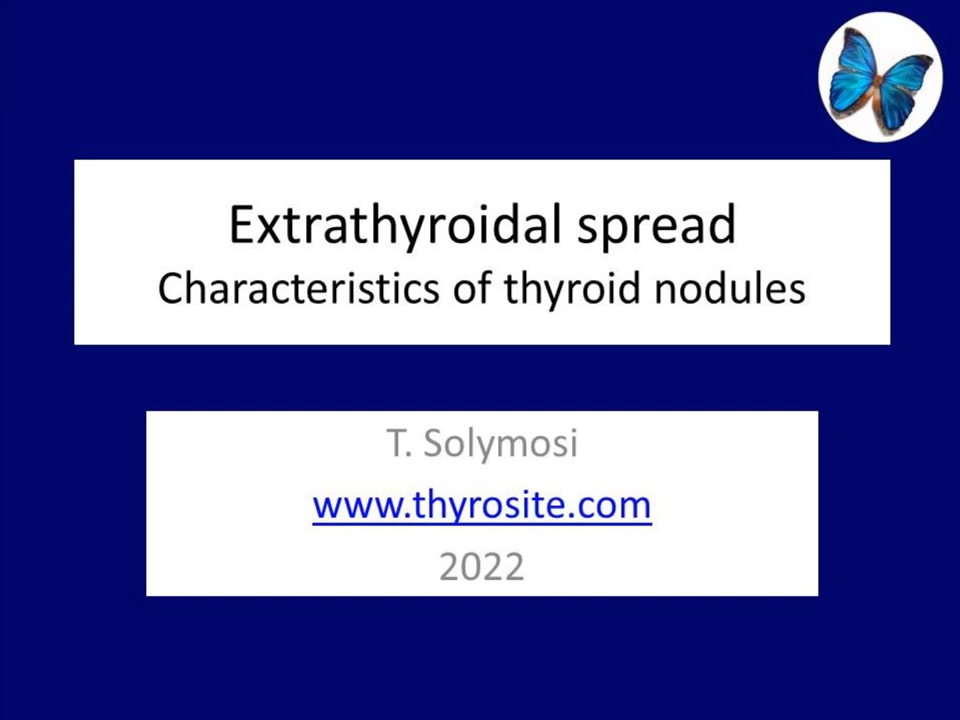 Extrathyroidal spread
Characteristics of thyroid nodules
T. Solymosi
www.thyrosite.com
2022